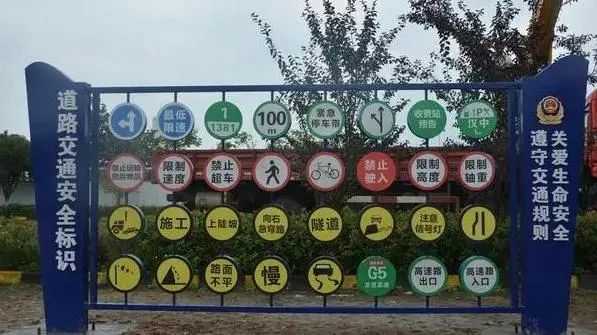 道路交通安全标识
最低
限速
1
1381
100
m
紧急
停车带
收费站
预告
汉中
限制
速度
禁止
超车
禁止
驶入
限制
高度
限制
轴重
施工
上陡坡
向右
急弯路
隧道
注意
信号灯
路面
不平
慢
G5
高速路
出口
高速路
入口
关爱生命安全
遵守交通规则